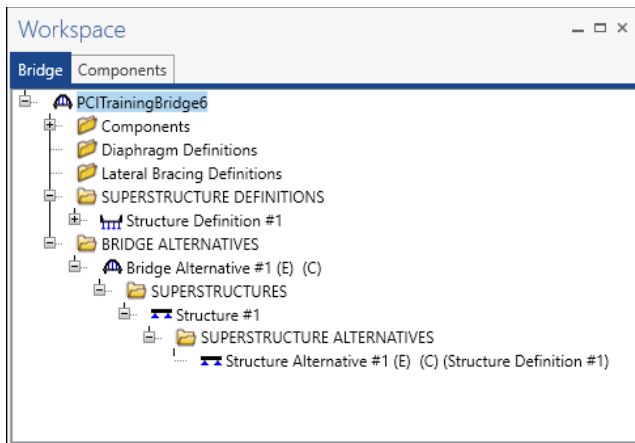 Workspace
Bridge Components
PCITrainingBridge6
Components
Diaphragm Definitions
Lateral Bracing Definitions
SUPERSTRUCTURE DEFINITIONS
Structure Definition #1
BRIDGE ALTERNATIVES
Bridge Alternative #1 (E) (C)
SUPERSTRUCTURES
Structure #1
SUPERSTRUCTURE ALTERNATIVES
Structure Alternative #1 (E) (C) (Structure Definition #1)